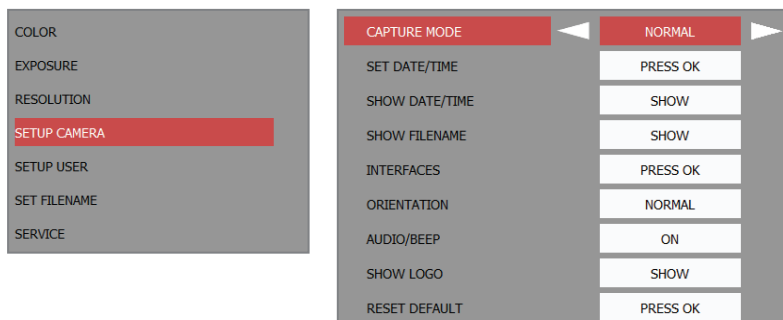 COLOR
EXPOSURE
RESOLUTION
SETUP CAMERA
SETUP USER
SET FILENAME
SERVICE
CAPTURE MODE NORMAL
SET DATE/TIME PRESS OK
SHOW DATE/TIME SHOW
SHOW FILENAME SHOW
INTERFACES PRESS OK
ORIENTATION NORMAL
AUDIO/BEEP ON
SHOW LOGO SHOW
RESET DEFAULT PRESS OK